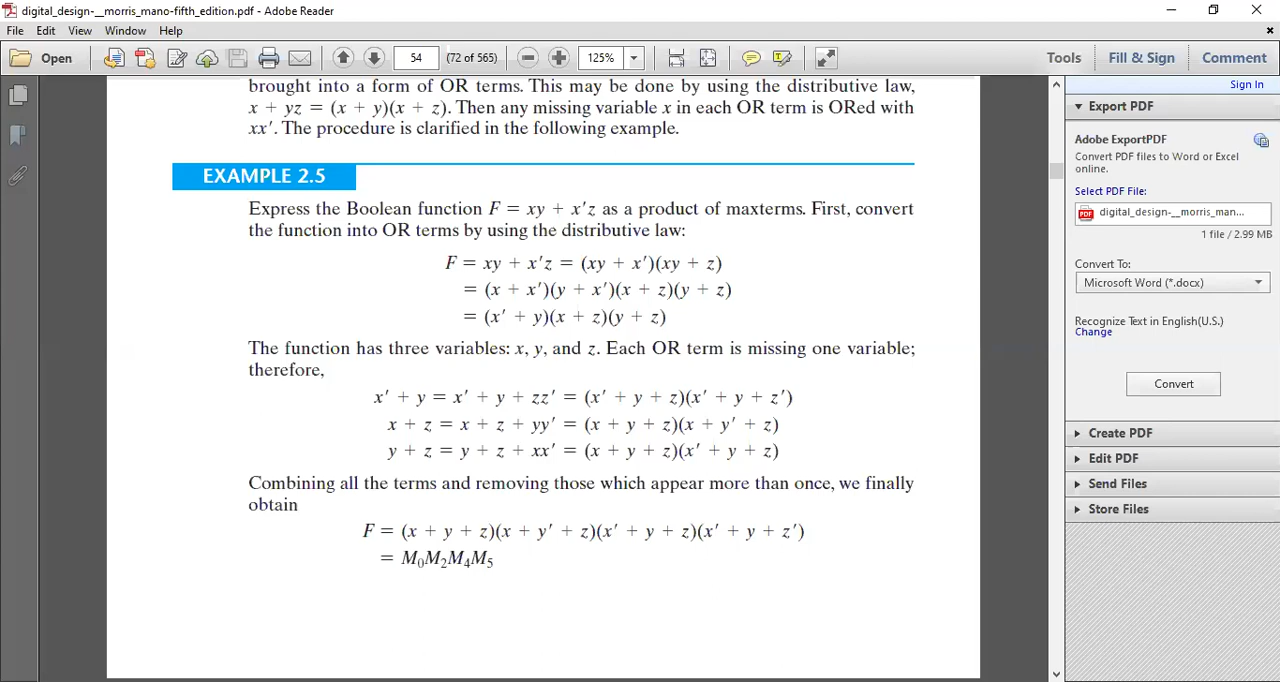 digital_design-__morris_mano-fifth_edition.pdf - Adobe Reader
File Edit View Window Help
Open 54 (72 of 565) 125% Tools Fill & Sign Comment
brought into a form of OR terms. This may be done by using the distributive law,
x + yz = (x + y)(x + z). Then any missing variable x in each OR term is ORed with
xx′. The procedure is clarified in the following example.
EXAMPLE 2.5
Express the Boolean function F = xy + x′z as a product of maxterms. First, convert
the function into OR terms by using the distributive law:
F = xy + x′z = (xy + x′)(xy + z)
= (x + x′)(y + x′)(x + z)(y + z)
= (x′ + y)(x + z)(y + z)
The function has three variables: x, y, and z. Each OR term is missing one variable;
therefore,
x′ + y = x′ + y + zz′ = (x′ + y + z)(x′ + y + z′)
x + z = x + z + yy′ = (x + y + z)(x + y′ + z)
y + z = y + z + xx′ = (x + y + z)(x′ + y + z)
Combining all the terms and removing those which appear more than once, we finally
obtain
F = (x + y + z)(x + y′ + z)(x′ + y + z)(x′ + y + z′)
= M₀M₂M₄M₅
Sign In
Export PDF
Adobe ExportPDF
Convert PDF files to Word or Excel
online.
Select PDF File:
digital_design-__morris_man...
1 file / 2.99 MB
Convert To:
Microsoft Word (*.docx)
Recognize Text in English(U.S.)
Change
Convert
Create PDF
Edit PDF
Send Files
Store Files